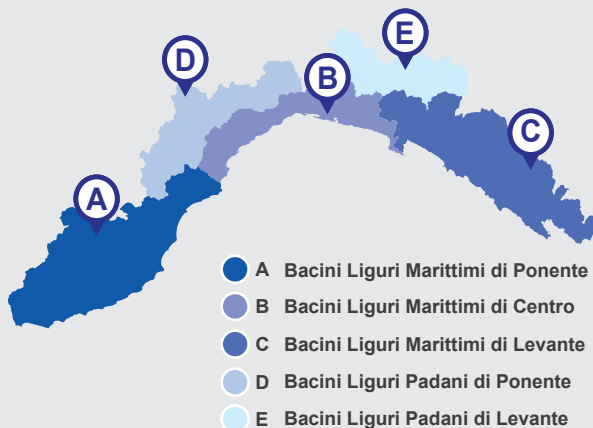 E
D
B
C
A
A Bacini Liguri Marittimi di Ponente
B Bacini Liguri Marittimi di Centro
C Bacini Liguri Marittimi di Levante
D Bacini Liguri Padani di Ponente
E Bacini Liguri Padani di Levante